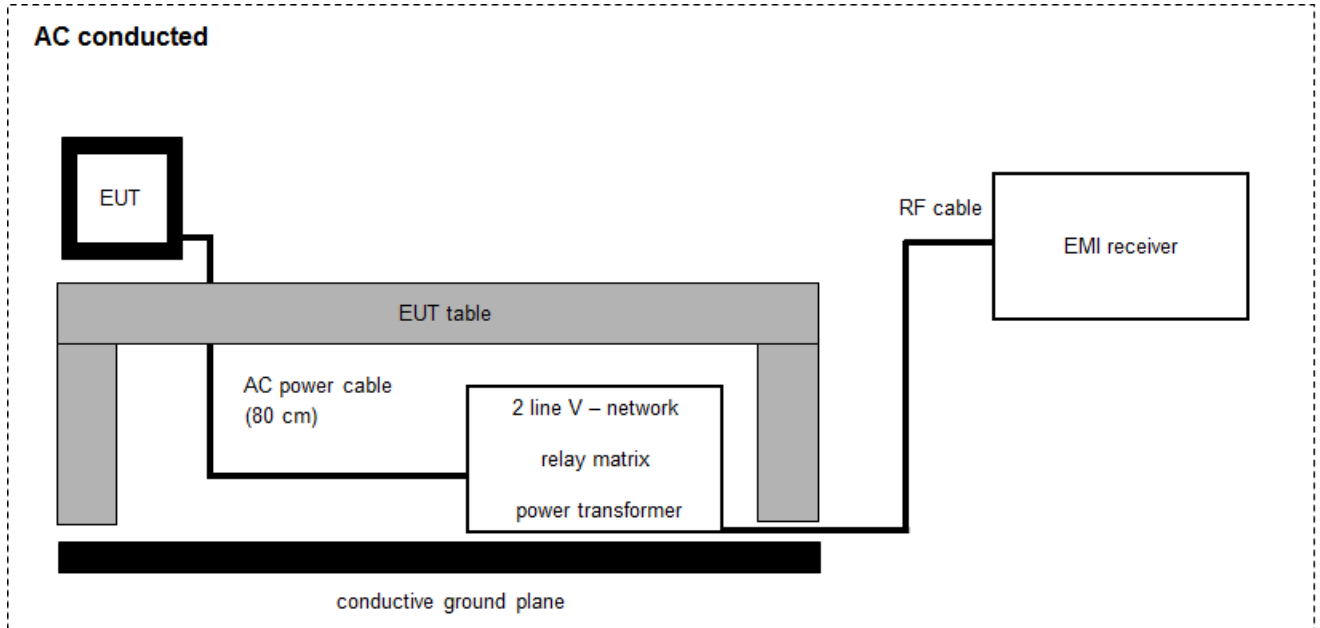 AC conducted
EUT
RF cable
EMI receiver
EUT table
AC power cable
(80 cm)
2 line V – network
relay matrix
power transformer
conductive ground plane